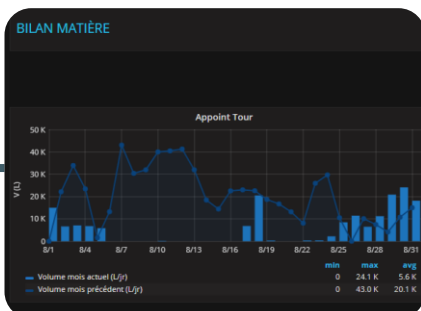 BILAN MATIÈRE
Appoint Tour
50 K
40 K
30 K
20 K
10 K
0
V (L)
8/1 8/4 8/7 8/10 8/13 8/16 8/19 8/22 8/25 8/28 8/31
min max avg
Volume mois actuel (L/jr) 0 24.1 K 5.6 K
Volume mois précédent (L/jr) 0 43.0 K 20.1 K